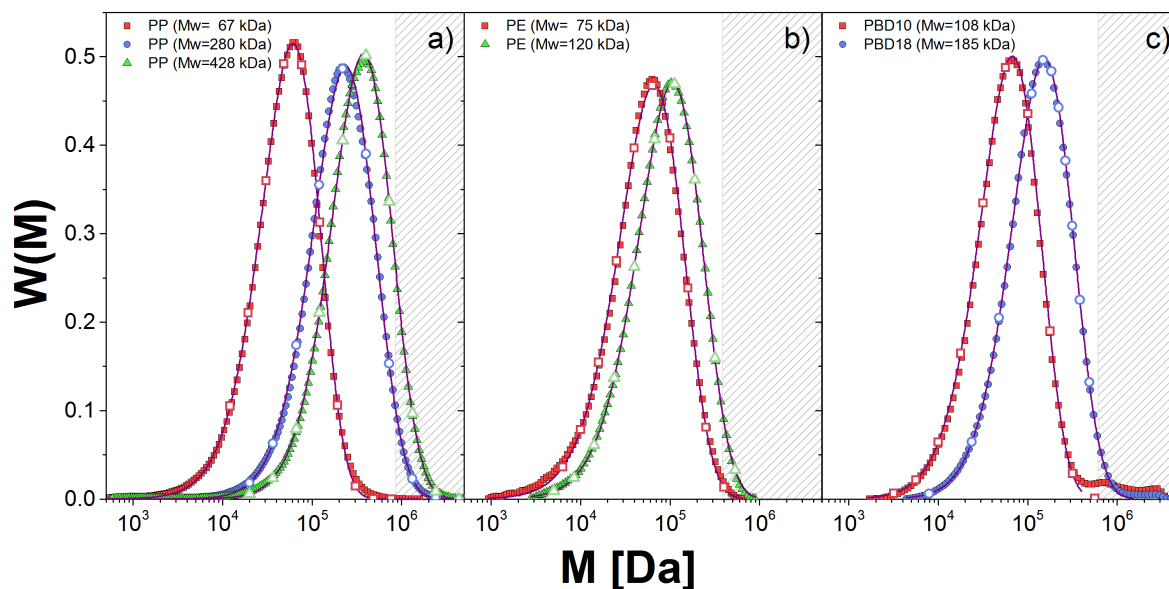 PP (Mw= 67 kDa)
PP (Mw=280 kDa)
PP (Mw=428 kDa)
a)
PE (Mw= 75 kDa)
PE (Mw=120 kDa)
b)
PBD10 (Mw=108 kDa)
PBD18 (Mw=185 kDa)
c)
W(M)
0.5
0.4
0.3
0.2
0.1
0.0
10³ 10⁴ 10⁵ 10⁶
10³ 10⁴ 10⁵ 10⁶
10³ 10⁴ 10⁵ 10⁶
M [Da]